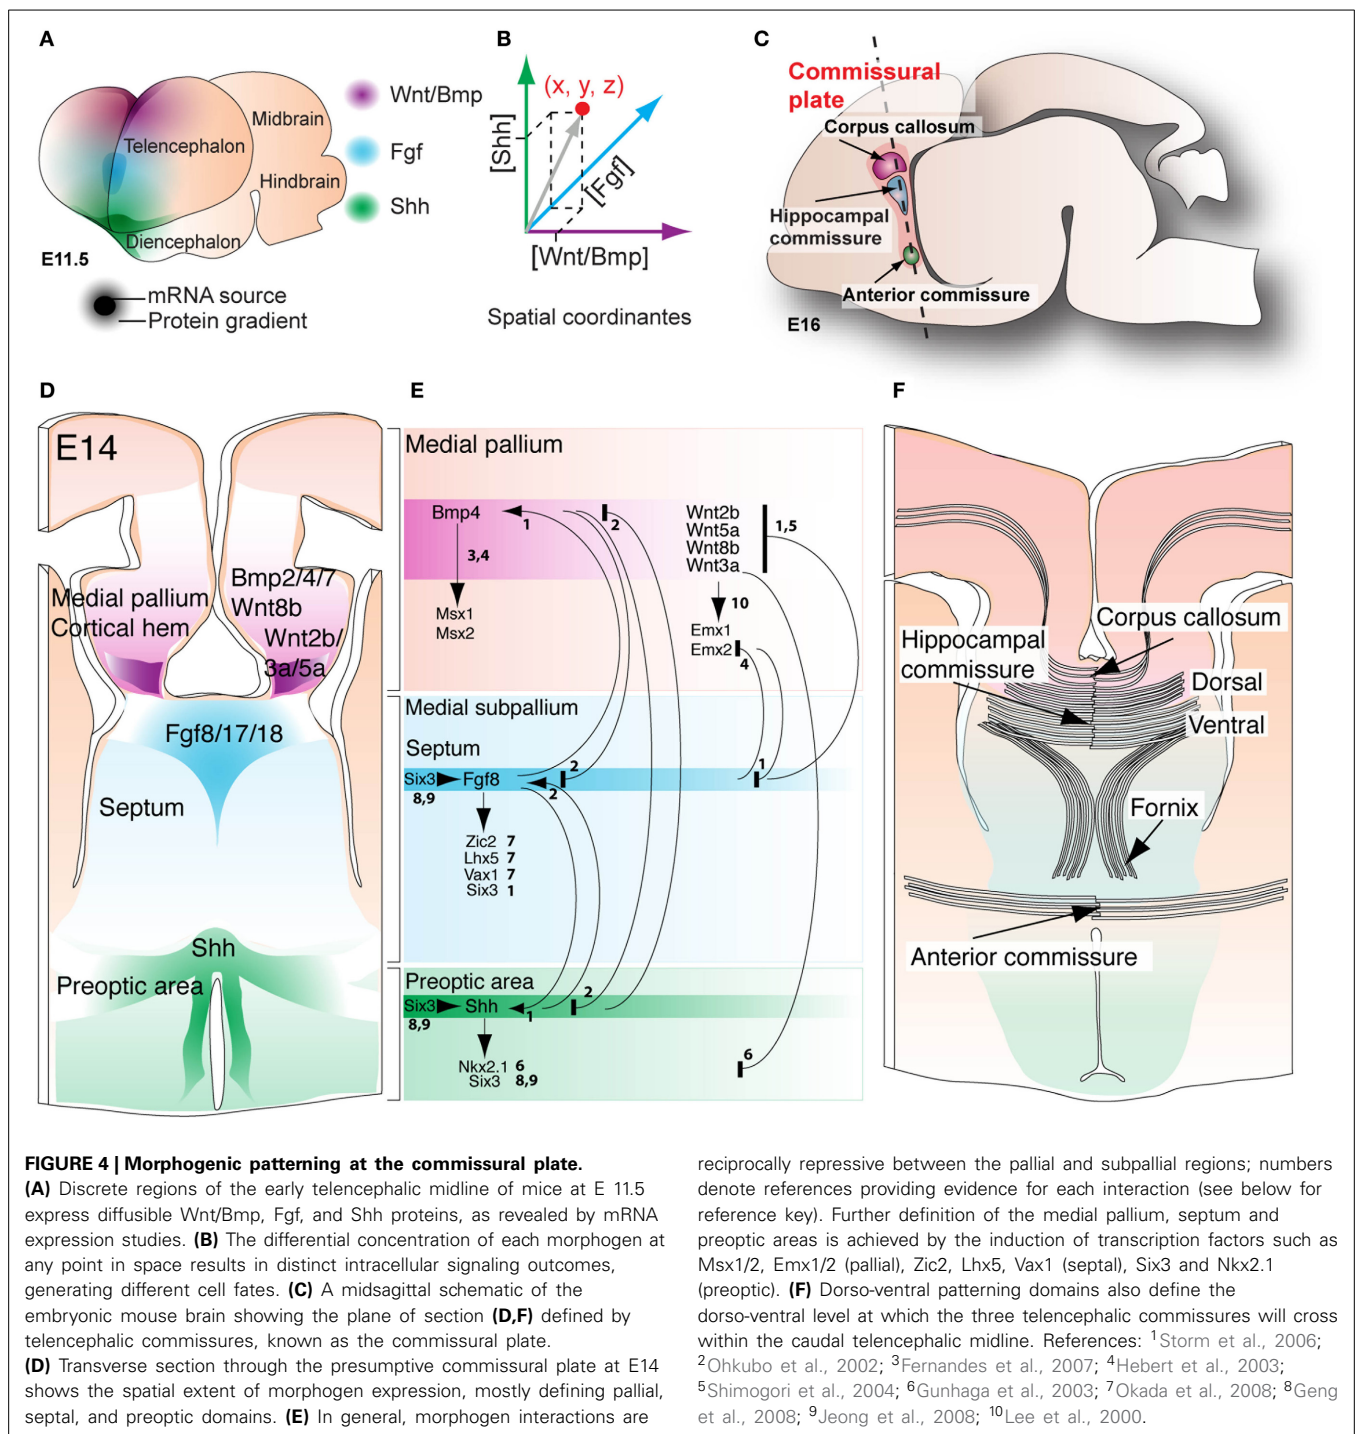 A
Wnt/Bmp
Fgf
Shh
Midbrain
Telencephalon
Hindbrain
Diencephalon
E11.5
mRNA source
Protein gradient
B
(x, y, z)
[Shh]
[Fgf]
[Wnt/Bmp]
Spatial coordinantes
C
Commissural
plate
Corpus callosum
Hippocampal
commissure
Anterior commissure
E16
D
E14
Bmp2/4/7
Medial pallium
Wnt8b
Cortical hem
Wnt2b/
3a/5a
Fgf8/17/18
Septum
Shh
Preoptic area
E
Medial pallium
Bmp4
1
2
Wnt2b
Wnt5a
Wnt8b
Wnt3a
1,5
3,4
Msx1
Msx2
10
Emx1
Emx2
4
Medial subpallium
Septum
Six3
8,9
Fgf8
2
2
1
Zic2 7
Lhx5 7
Vax1 7
Six3 1
Preoptic area
Six3
8,9
Shh
1
2
Nkx2.1 6
Six3 8,9
6
F
Corpus callosum
Hippocampal
commissure
Dorsal
Ventral
Fornix
Anterior commissure
FIGURE 4 | Morphogenic patterning at the commissural plate.
(A) Discrete regions of the early telencephalic midline of mice at E 11.5
express diffusible Wnt/Bmp, Fgf, and Shh proteins, as revealed by mRNA
expression studies. (B) The differential concentration of each morphogen at
any point in space results in distinct intracellular signaling outcomes,
generating different cell fates. (C) A midsagittal schematic of the
embryonic mouse brain showing the plane of section (D,F) defined by
telencephalic commissures, known as the commissural plate.
(D) Transverse section through the presumptive commissural plate at E14
shows the spatial extent of morphogen expression, mostly defining pallial,
septal, and preoptic domains. (E) In general, morphogen interactions are
reciprocally repressive between the pallial and subpallial regions; numbers
denote references providing evidence for each interaction (see below for
reference key). Further definition of the medial pallium, septum and
preoptic areas is achieved by the induction of transcription factors such as
Msx1/2, Emx1/2 (pallial), Zic2, Lhx5, Vax1 (septal), Six3 and Nkx2.1
(preoptic). (F) Dorso-ventral patterning domains also define the
dorso-ventral level at which the three telencephalic commissures will cross
within the caudal telencephalic midline. References: 1Storm et al., 2006;
2Ohkubo et al., 2002; 3Fernandes et al., 2007; 4Hebert et al., 2003;
5Shimogori et al., 2004; 6Gunhaga et al., 2003; 7Okada et al., 2008; 8Geng
et al., 2008; 9Jeong et al., 2008; 10Lee et al., 2000.